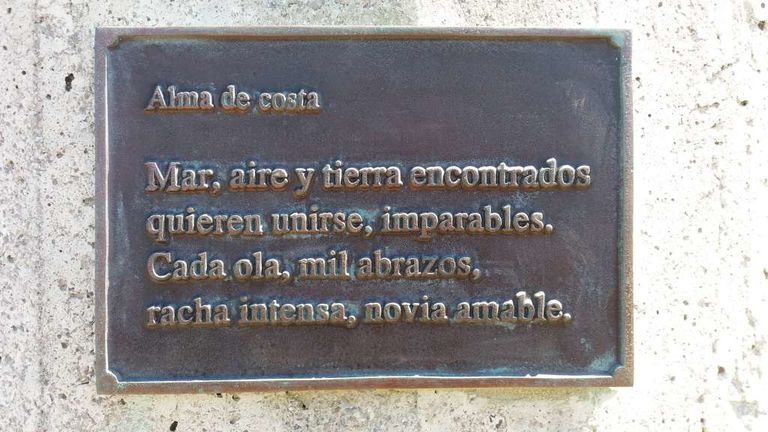 Alma de costa
Mar, aire y tierra encontrados
quieren unirse, imparables.
Cada ola, mil abrazos,
racha intensa, novia amable.